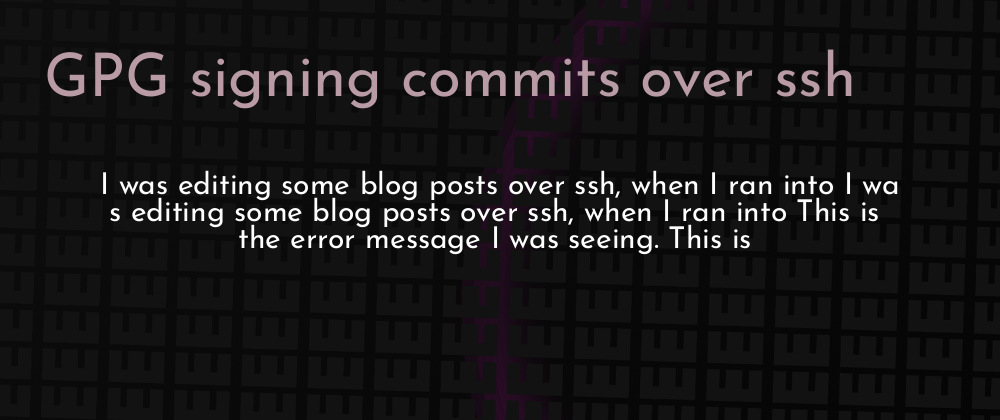 GPG signing commits over ssh
I was editing some blog posts over ssh, when I ran into I wa
s editing some blog posts over ssh, when I ran into This is
the error message I was seeing. This is